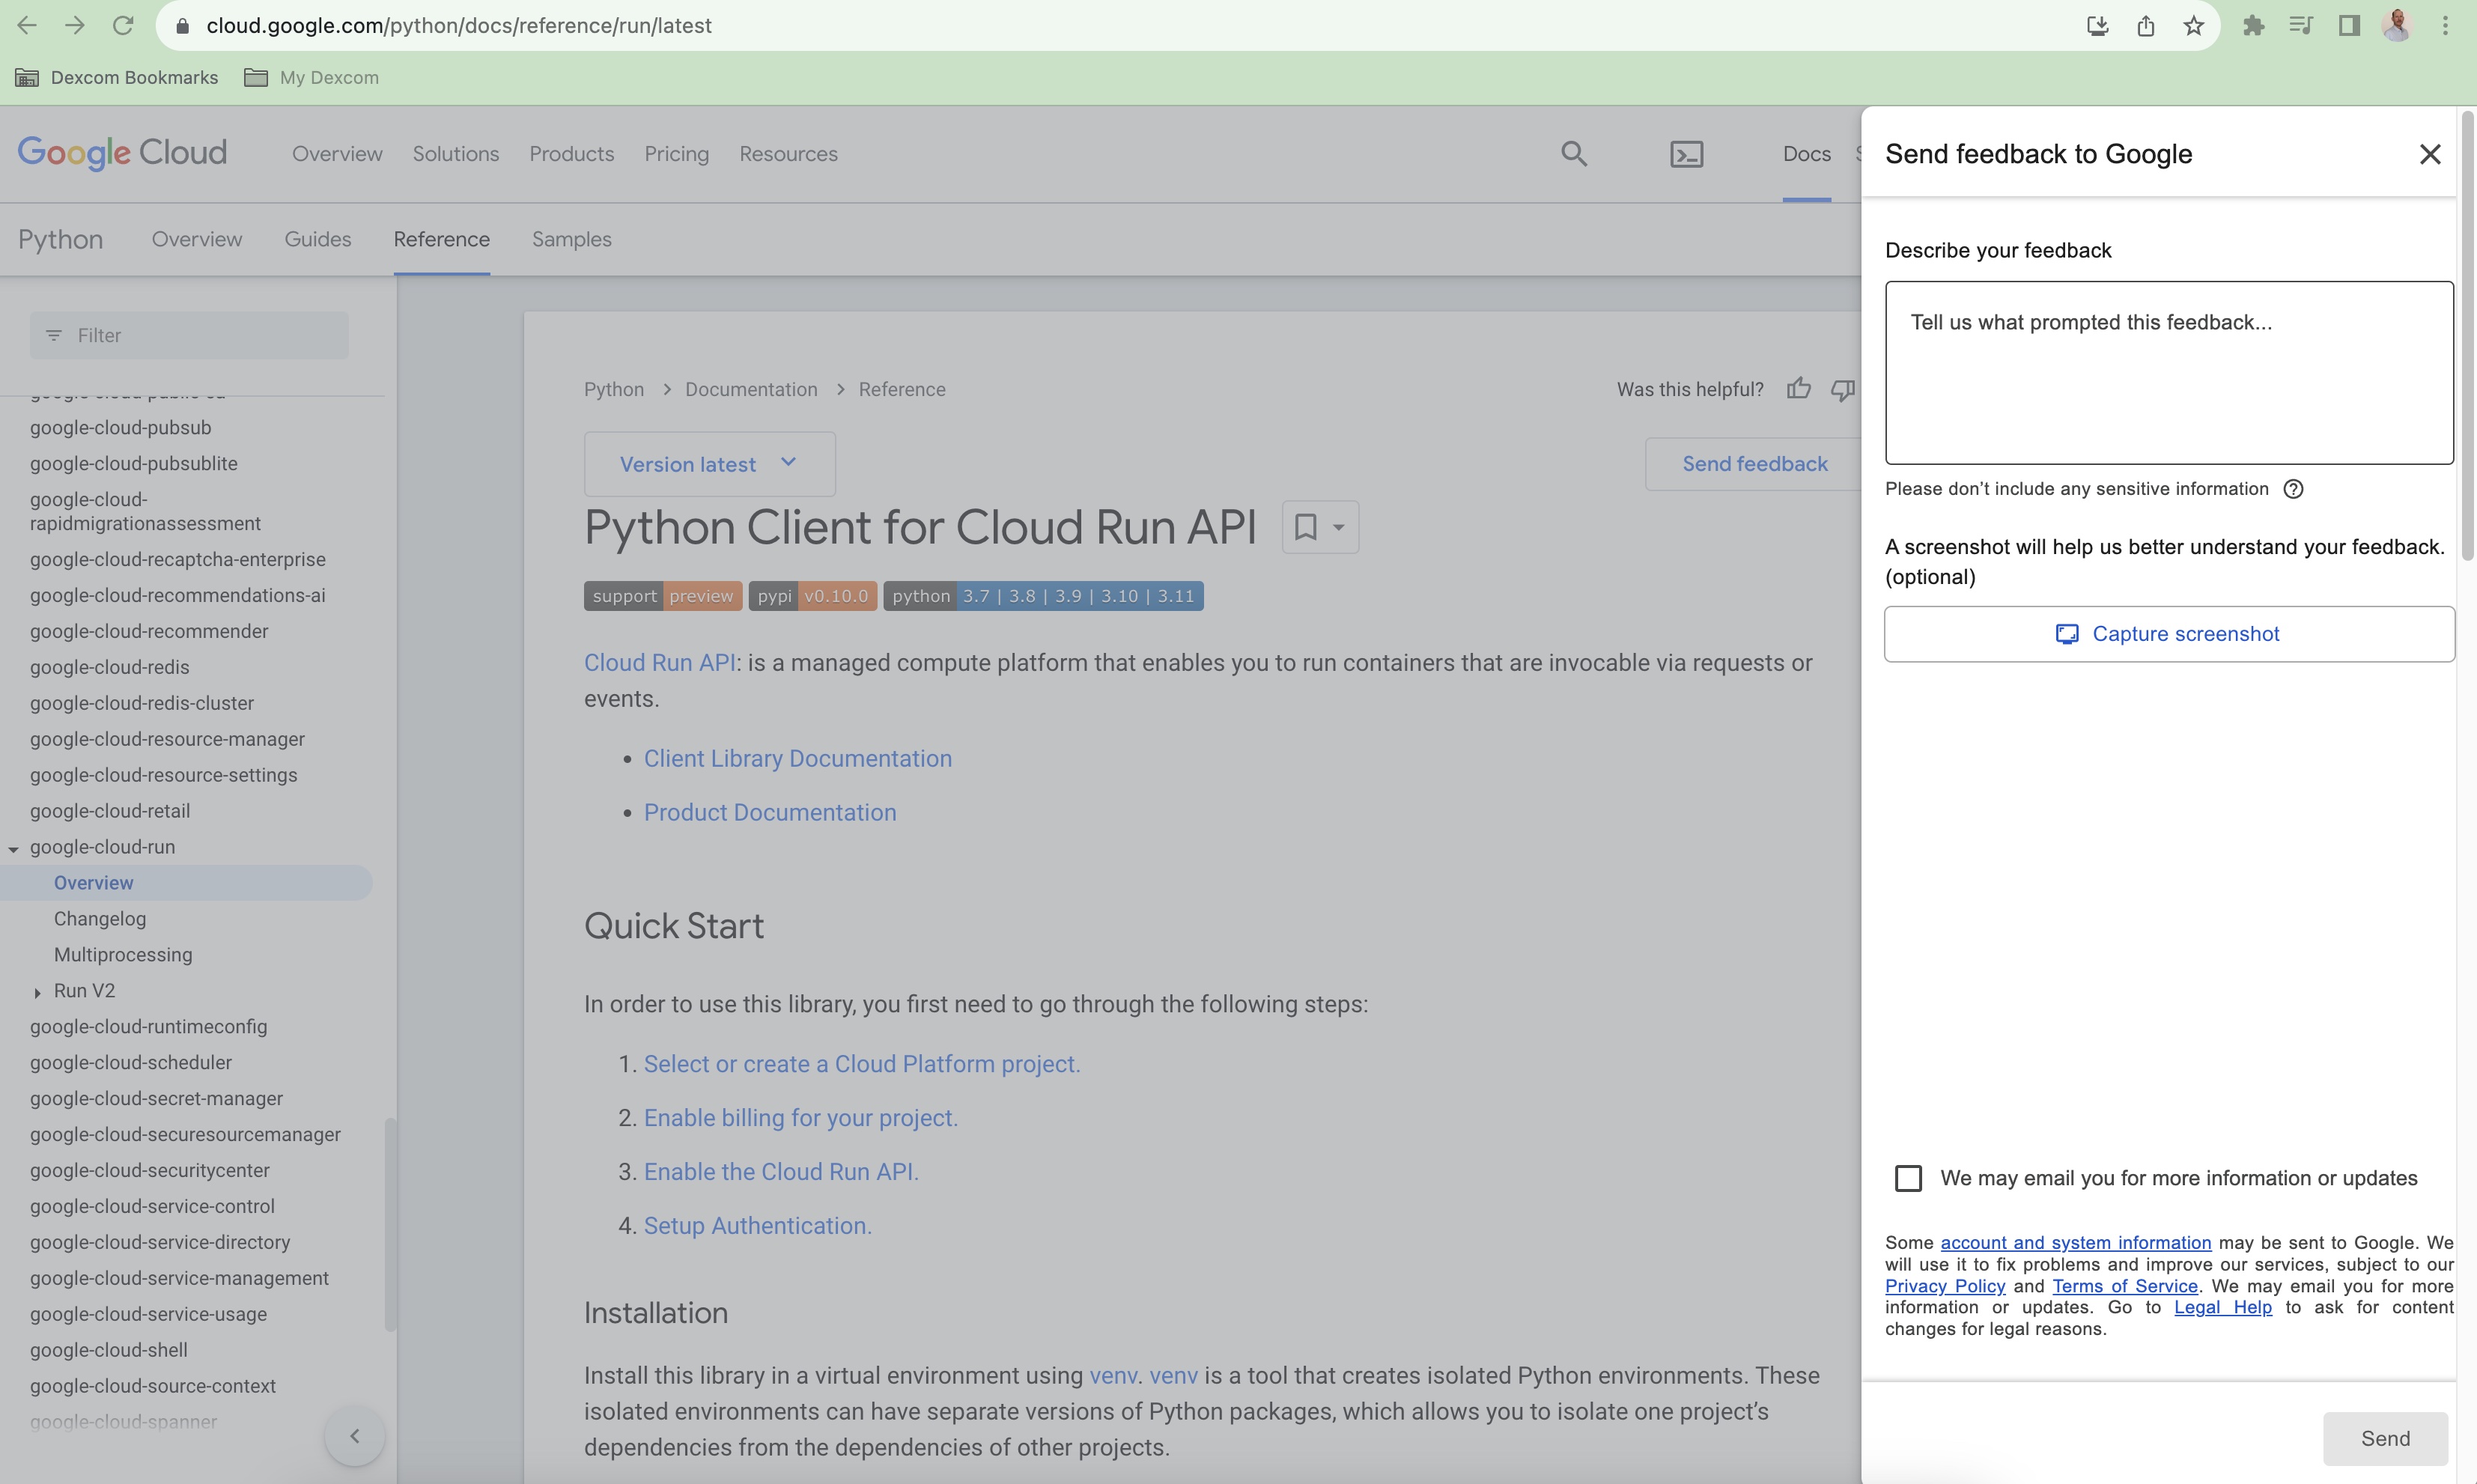 cloud.google.com/python/docs/reference/run/latest
Dexcom Bookmarks
My Dexcom
Google Cloud
Overview
Solutions
Products
Pricing
Resources
Docs
Python
Overview
Guides
Reference
Samples
Filter
google-cloud-pubsub
google-cloud-pubsublite
google-cloud-
rapidmigrationassessment
google-cloud-recaptcha-enterprise
google-cloud-recommendations-ai
google-cloud-recommender
google-cloud-redis
google-cloud-redis-cluster
google-cloud-resource-manager
google-cloud-resource-settings
google-cloud-retail
google-cloud-run
Overview
Changelog
Multiprocessing
Run V2
google-cloud-runtimeconfig
google-cloud-scheduler
google-cloud-secret-manager
google-cloud-securesourcemanager
google-cloud-securitycenter
google-cloud-service-control
google-cloud-service-directory
google-cloud-service-management
google-cloud-service-usage
google-cloud-shell
google-cloud-source-context
google-cloud-spanner
Python > Documentation > Reference
Was this helpful?
Version latest
Send feedback
Python Client for Cloud Run API
support preview pypi v0.10.0 python 3.7 | 3.8 | 3.9 | 3.10 | 3.11
Cloud Run API: is a managed compute platform that enables you to run containers that are invocable via requests or
events.
• Client Library Documentation
• Product Documentation
Quick Start
In order to use this library, you first need to go through the following steps:
1. Select or create a Cloud Platform project.
2. Enable billing for your project.
3. Enable the Cloud Run API.
4. Setup Authentication.
Installation
Install this library in a virtual environment using venv. venv is a tool that creates isolated Python environments. These
isolated environments can have separate versions of Python packages, which allows you to isolate one project’s
dependencies from the dependencies of other projects.
Send feedback to Google
Describe your feedback
Tell us what prompted this feedback...
Please don’t include any sensitive information
A screenshot will help us better understand your feedback.
(optional)
Capture screenshot
We may email you for more information or updates
Some account and system information may be sent to Google. We
will use it to fix problems and improve our services, subject to our
Privacy Policy and Terms of Service. We may email you for more
information or updates. Go to Legal Help to ask for content
changes for legal reasons.
Send